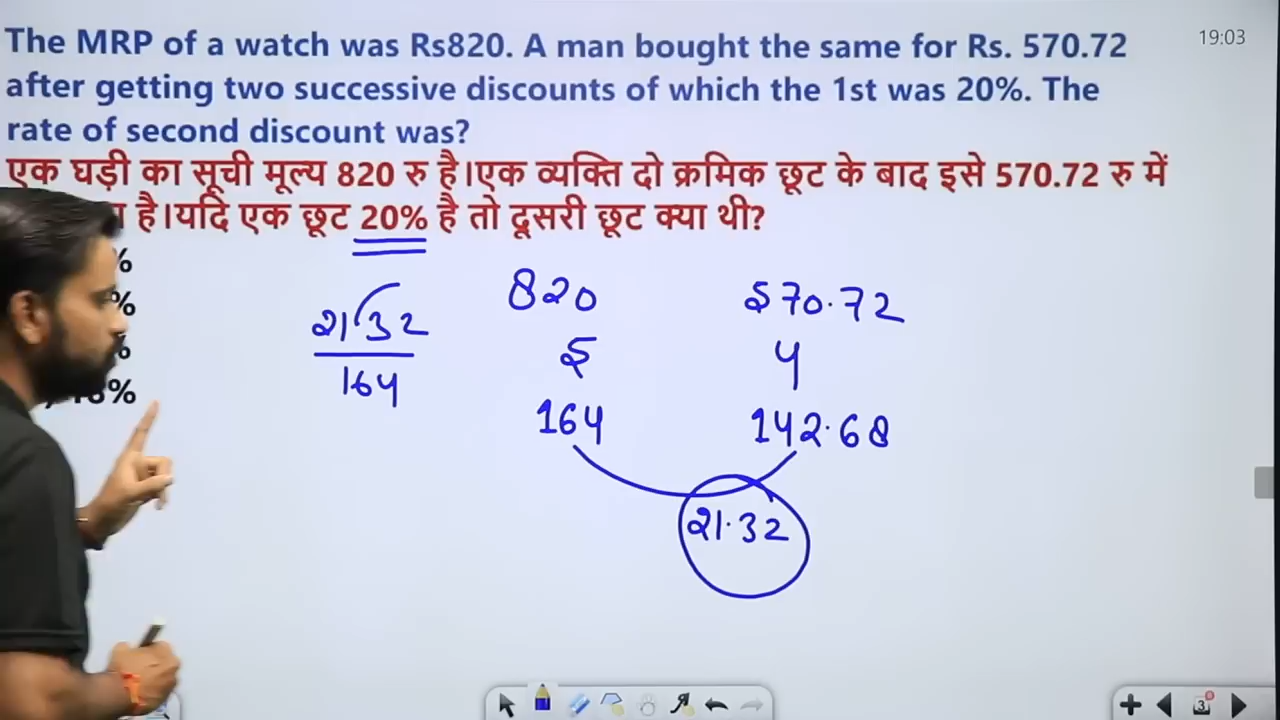 The MRP of a watch was Rs820. A man bought the same for Rs. 570.72
19:03
after getting two successive discounts of which the 1st was 20%. The
rate of second discount was?
एक घड़ी का सूची मूल्य 820 रु है।एक व्यक्ति दो क्रमिक छूट के बाद इसे 570.72 रु में
है।यदि एक छूट 20% है तो दूसरी छूट क्या थी?
%
%
%
%
820 570.72
2132
5 4
164
164 142.68
21.32
3